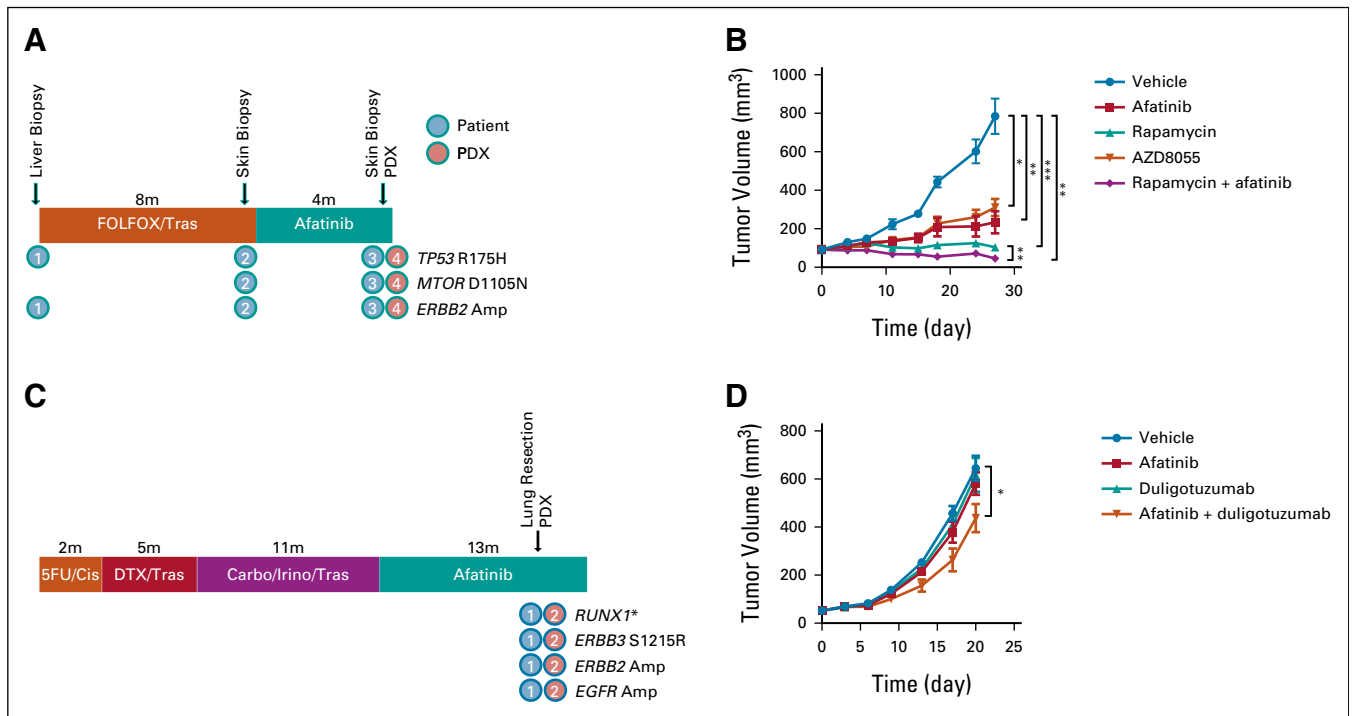 A
Liver Biopsy
Skin Biopsy
Skin Biopsy
PDX
Patient
PDX
8m
4m
FOLFOX/Tras
Afatinib
1
2
3
4
TP53 R175H
2
3
4
MTOR D1105N
1
2
3
4
ERBB2 Amp
B
Tumor Volume (mm³)
1000
800
600
400
200
0
0
10
20
30
Time (day)
*
**
***
**
**
Vehicle
Afatinib
Rapamycin
AZD8055
Rapamycin + afatinib
C
Lung Resection
PDX
2m
5m
11m
13m
5FU/Cis
DTX/Tras
Carbo/Irino/Tras
Afatinib
1
2
RUNX1*
1
2
ERBB3 S1215R
1
2
ERBB2 Amp
1
2
EGFR Amp
D
Tumor Volume (mm³)
800
600
400
200
0
0
5
10
15
20
25
Time (day)
*
Vehicle
Afatinib
Duligotuzumab
Afatinib + duligotuzumab